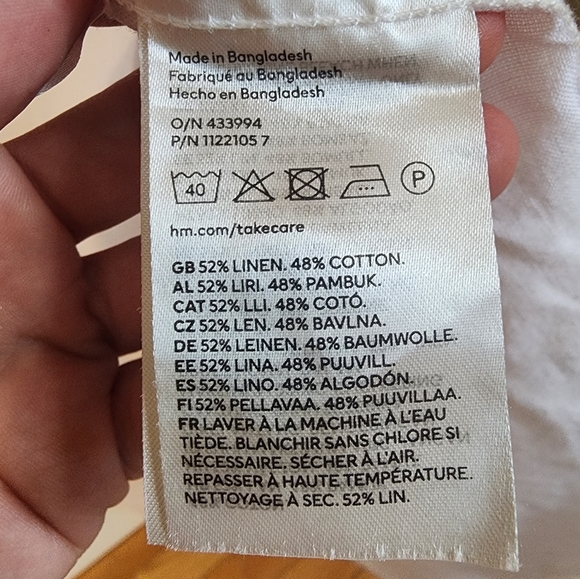 Made in Bangladesh
Fabriqué au Bangladesh
Hecho en Bangladesh
O/N 433994
P/N 1122105 7
40
P
hm.com/takecare
GB 52% LINEN. 48% COTTON.
AL 52% LIRI. 48% PAMBUK.
CAT 52% LLI. 48% COTÓ.
CZ 52% LEN. 48% BAVLNA.
DE 52% LEINEN. 48% BAUMWOLLE.
EE 52% LINA. 48% PUUVILL.
ES 52% LINO. 48% ALGODÓN.
FI 52% PELLAVAA. 48% PUUVILLAA.
FR LAVER À LA MACHINE À L'EAU
TIÈDE. BLANCHIR SANS CHLORE SI
NÉCESSAIRE. SÉCHER À L'AIR.
REPASSER À HAUTE TEMPÉRATURE.
NETTOYAGE À SEC. 52% LIN.